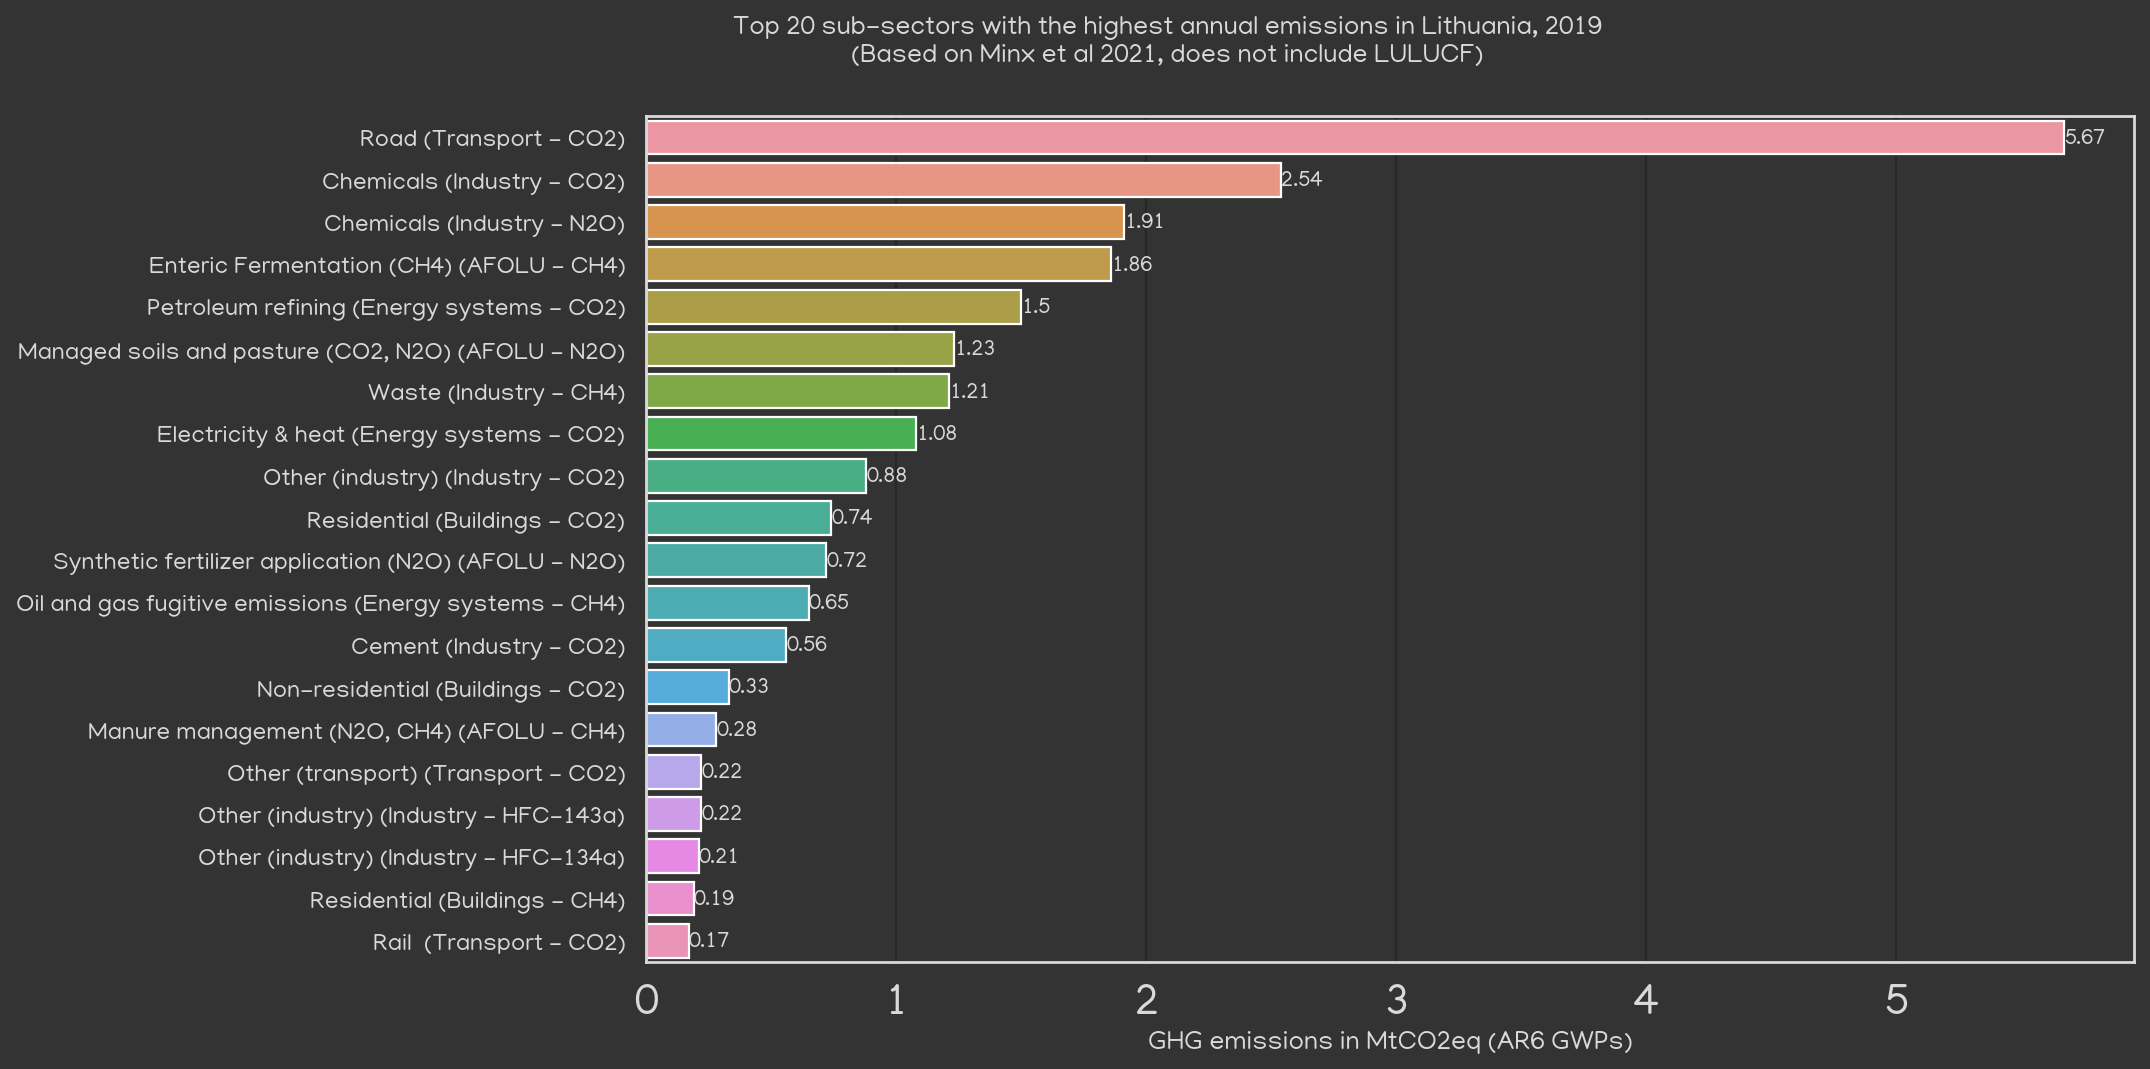 Top 20 sub-sectors with the highest annual emissions in Lithuania, 2019
(Based on Minx et al 2021, does not include LULUCF)
Road (Transport - CO2) 5.67
Chemicals (Industry - CO2) 2.54
Chemicals (Industry - N2O) 1.91
Enteric Fermentation (CH4) (AFOLU - CH4) 1.86
Petroleum refining (Energy systems - CO2) 1.5
Managed soils and pasture (CO2, N2O) (AFOLU - N2O) 1.23
Waste (Industry - CH4) 1.21
Electricity & heat (Energy systems - CO2) 1.08
Other (industry) (Industry - CO2) 0.88
Residential (Buildings - CO2) 0.74
Synthetic fertilizer application (N2O) (AFOLU - N2O) 0.72
Oil and gas fugitive emissions (Energy systems - CH4) 0.65
Cement (Industry - CO2) 0.56
Non-residential (Buildings - CO2) 0.33
Manure management (N2O, CH4) (AFOLU - CH4) 0.28
Other (transport) (Transport - CO2) 0.22
Other (industry) (Industry - HFC-143a) 0.22
Other (industry) (Industry - HFC-134a) 0.21
Residential (Buildings - CH4) 0.19
Rail  (Transport - CO2) 0.17
0 1 2 3 4 5
GHG emissions in MtCO2eq (AR6 GWPs)